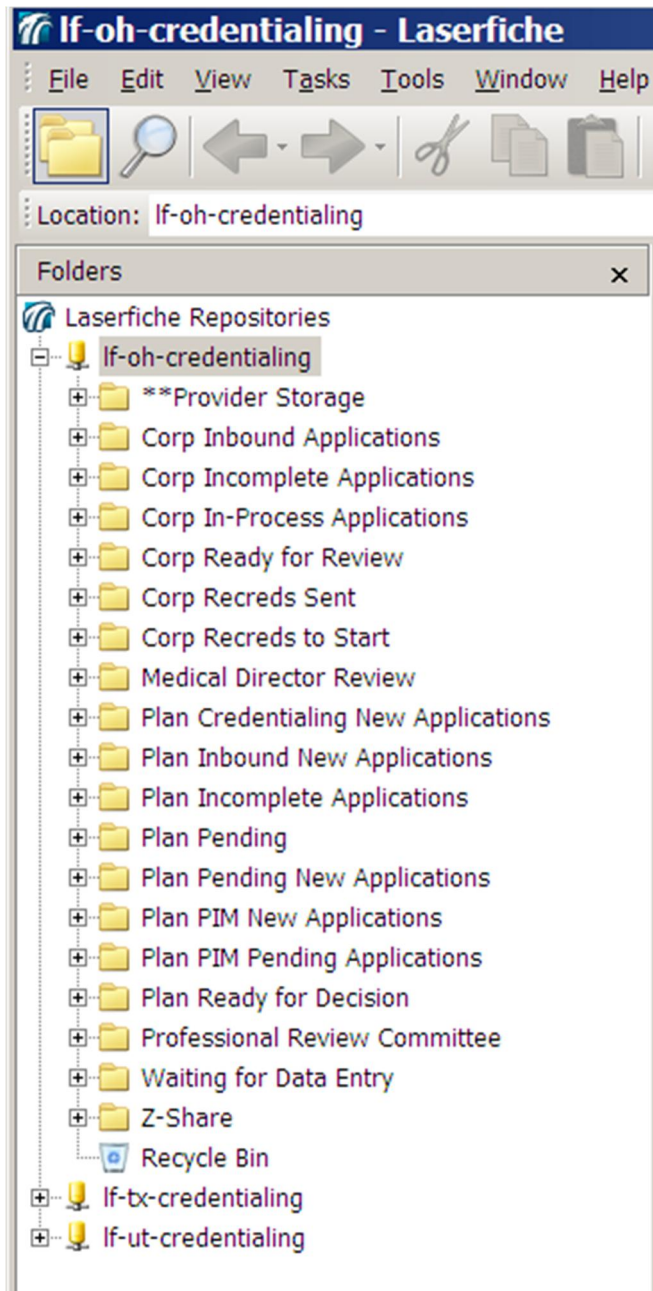 lf-oh-credentialing - Laserfiche
File Edit View Tasks Tools Window Help
Location: lf-oh-credentialing
Folders x
Laserfiche Repositories
lf-oh-credentialing
**Provider Storage
Corp Inbound Applications
Corp Incomplete Applications
Corp In-Process Applications
Corp Ready for Review
Corp Recreds Sent
Corp Recreds to Start
Medical Director Review
Plan Credentialing New Applications
Plan Inbound New Applications
Plan Incomplete Applications
Plan Pending
Plan Pending New Applications
Plan PIM New Applications
Plan PIM Pending Applications
Plan Ready for Decision
Professional Review Committee
Waiting for Data Entry
Z-Share
Recycle Bin
lf-tx-credentialing
lf-ut-credentialing